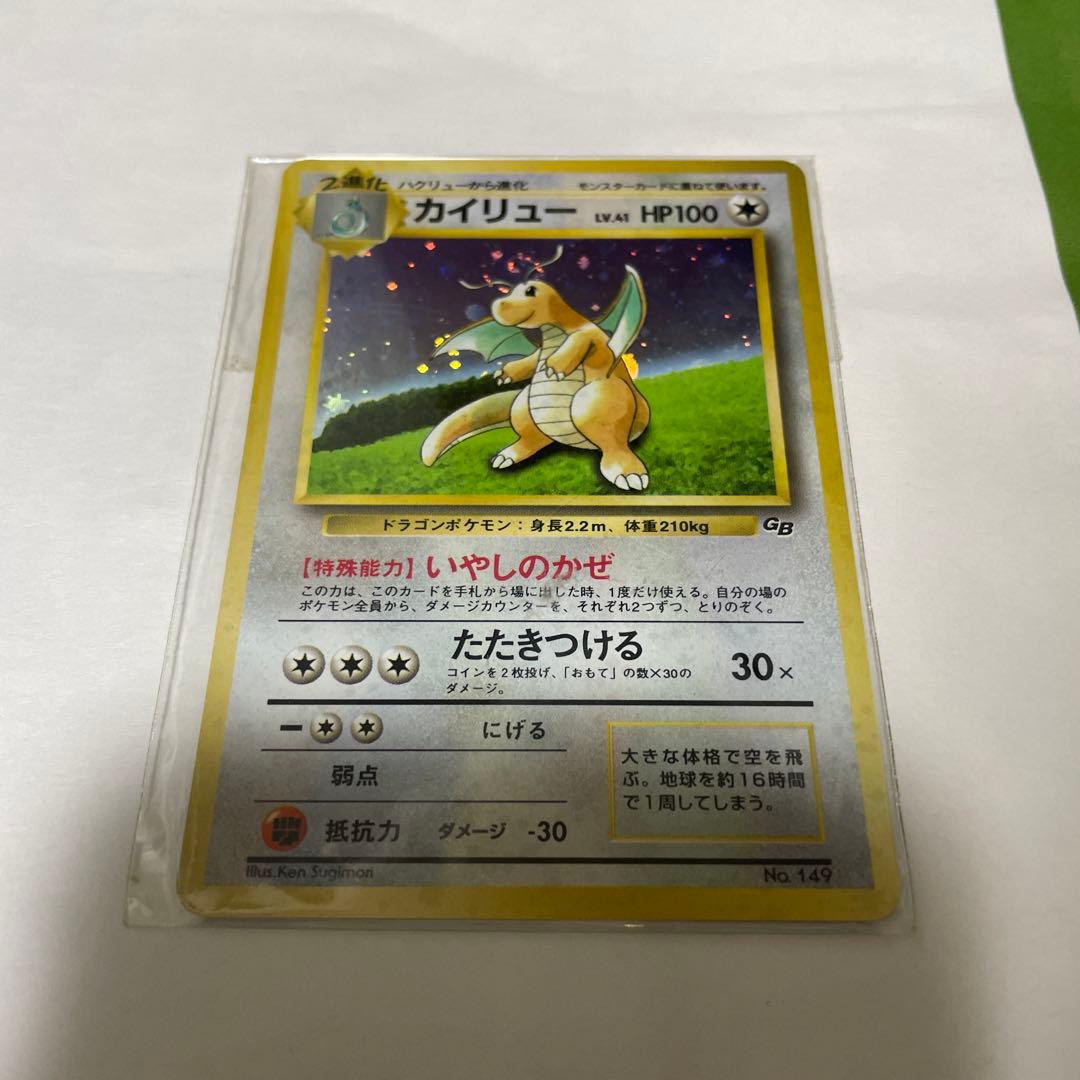 2進化 ハクリューから進化 モンスターカードに重ねて使います。
カイリュー LV.41 HP100
ドラゴンポケモン：身長2.2m、体重210kg GB
【特殊能力】いやしのかぜ
この力は、このカードを手札から場に出した時、1度だけ使える。自分の場の
ポケモン全員から、ダメージカウンターを、それぞれ2つずつ、とりのぞく。
たたきつける 30×
コインを2枚投げ、「おもて」の数×30の
ダメージ。
にげる
弱点
抵抗力 ダメージ -30
大きな体格で空を飛
ぶ。地球を約16時間
で1周してしまう。
Illus.Ken Sugimori No. 149